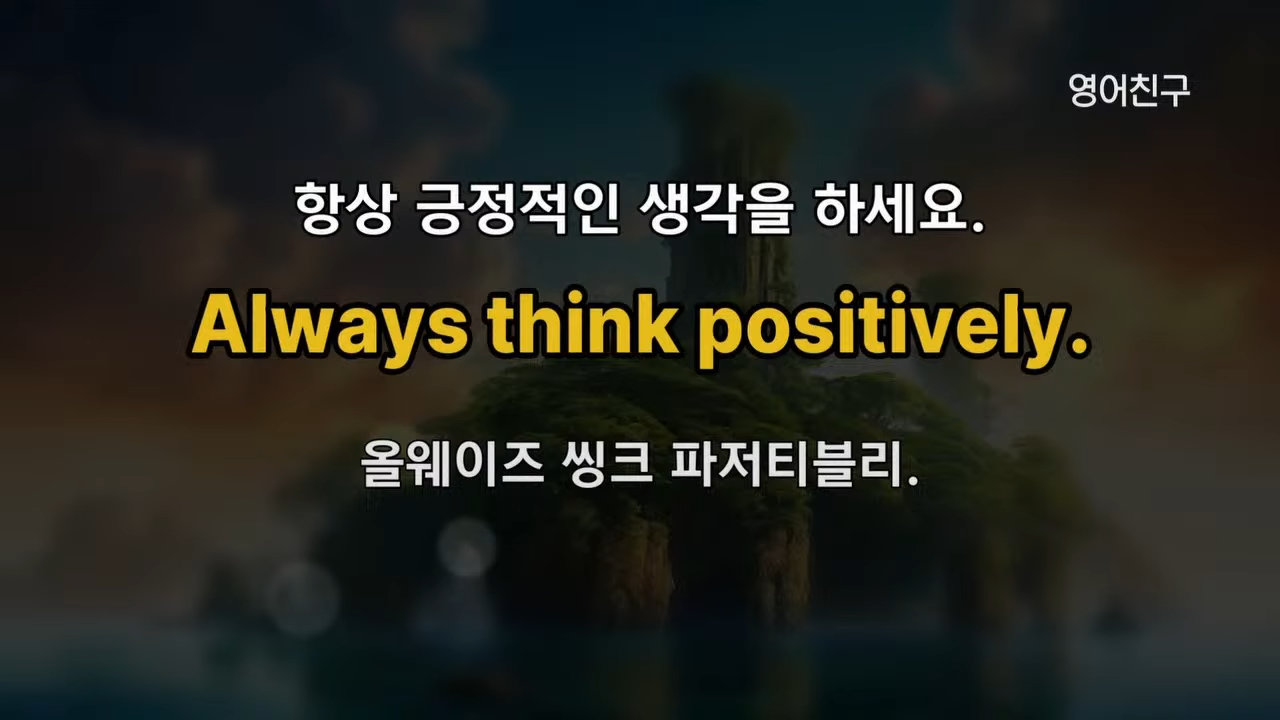 영어친구
항상 긍정적인 생각을 하세요.
Always think positively.
올웨이즈 씽크 파저티블리.